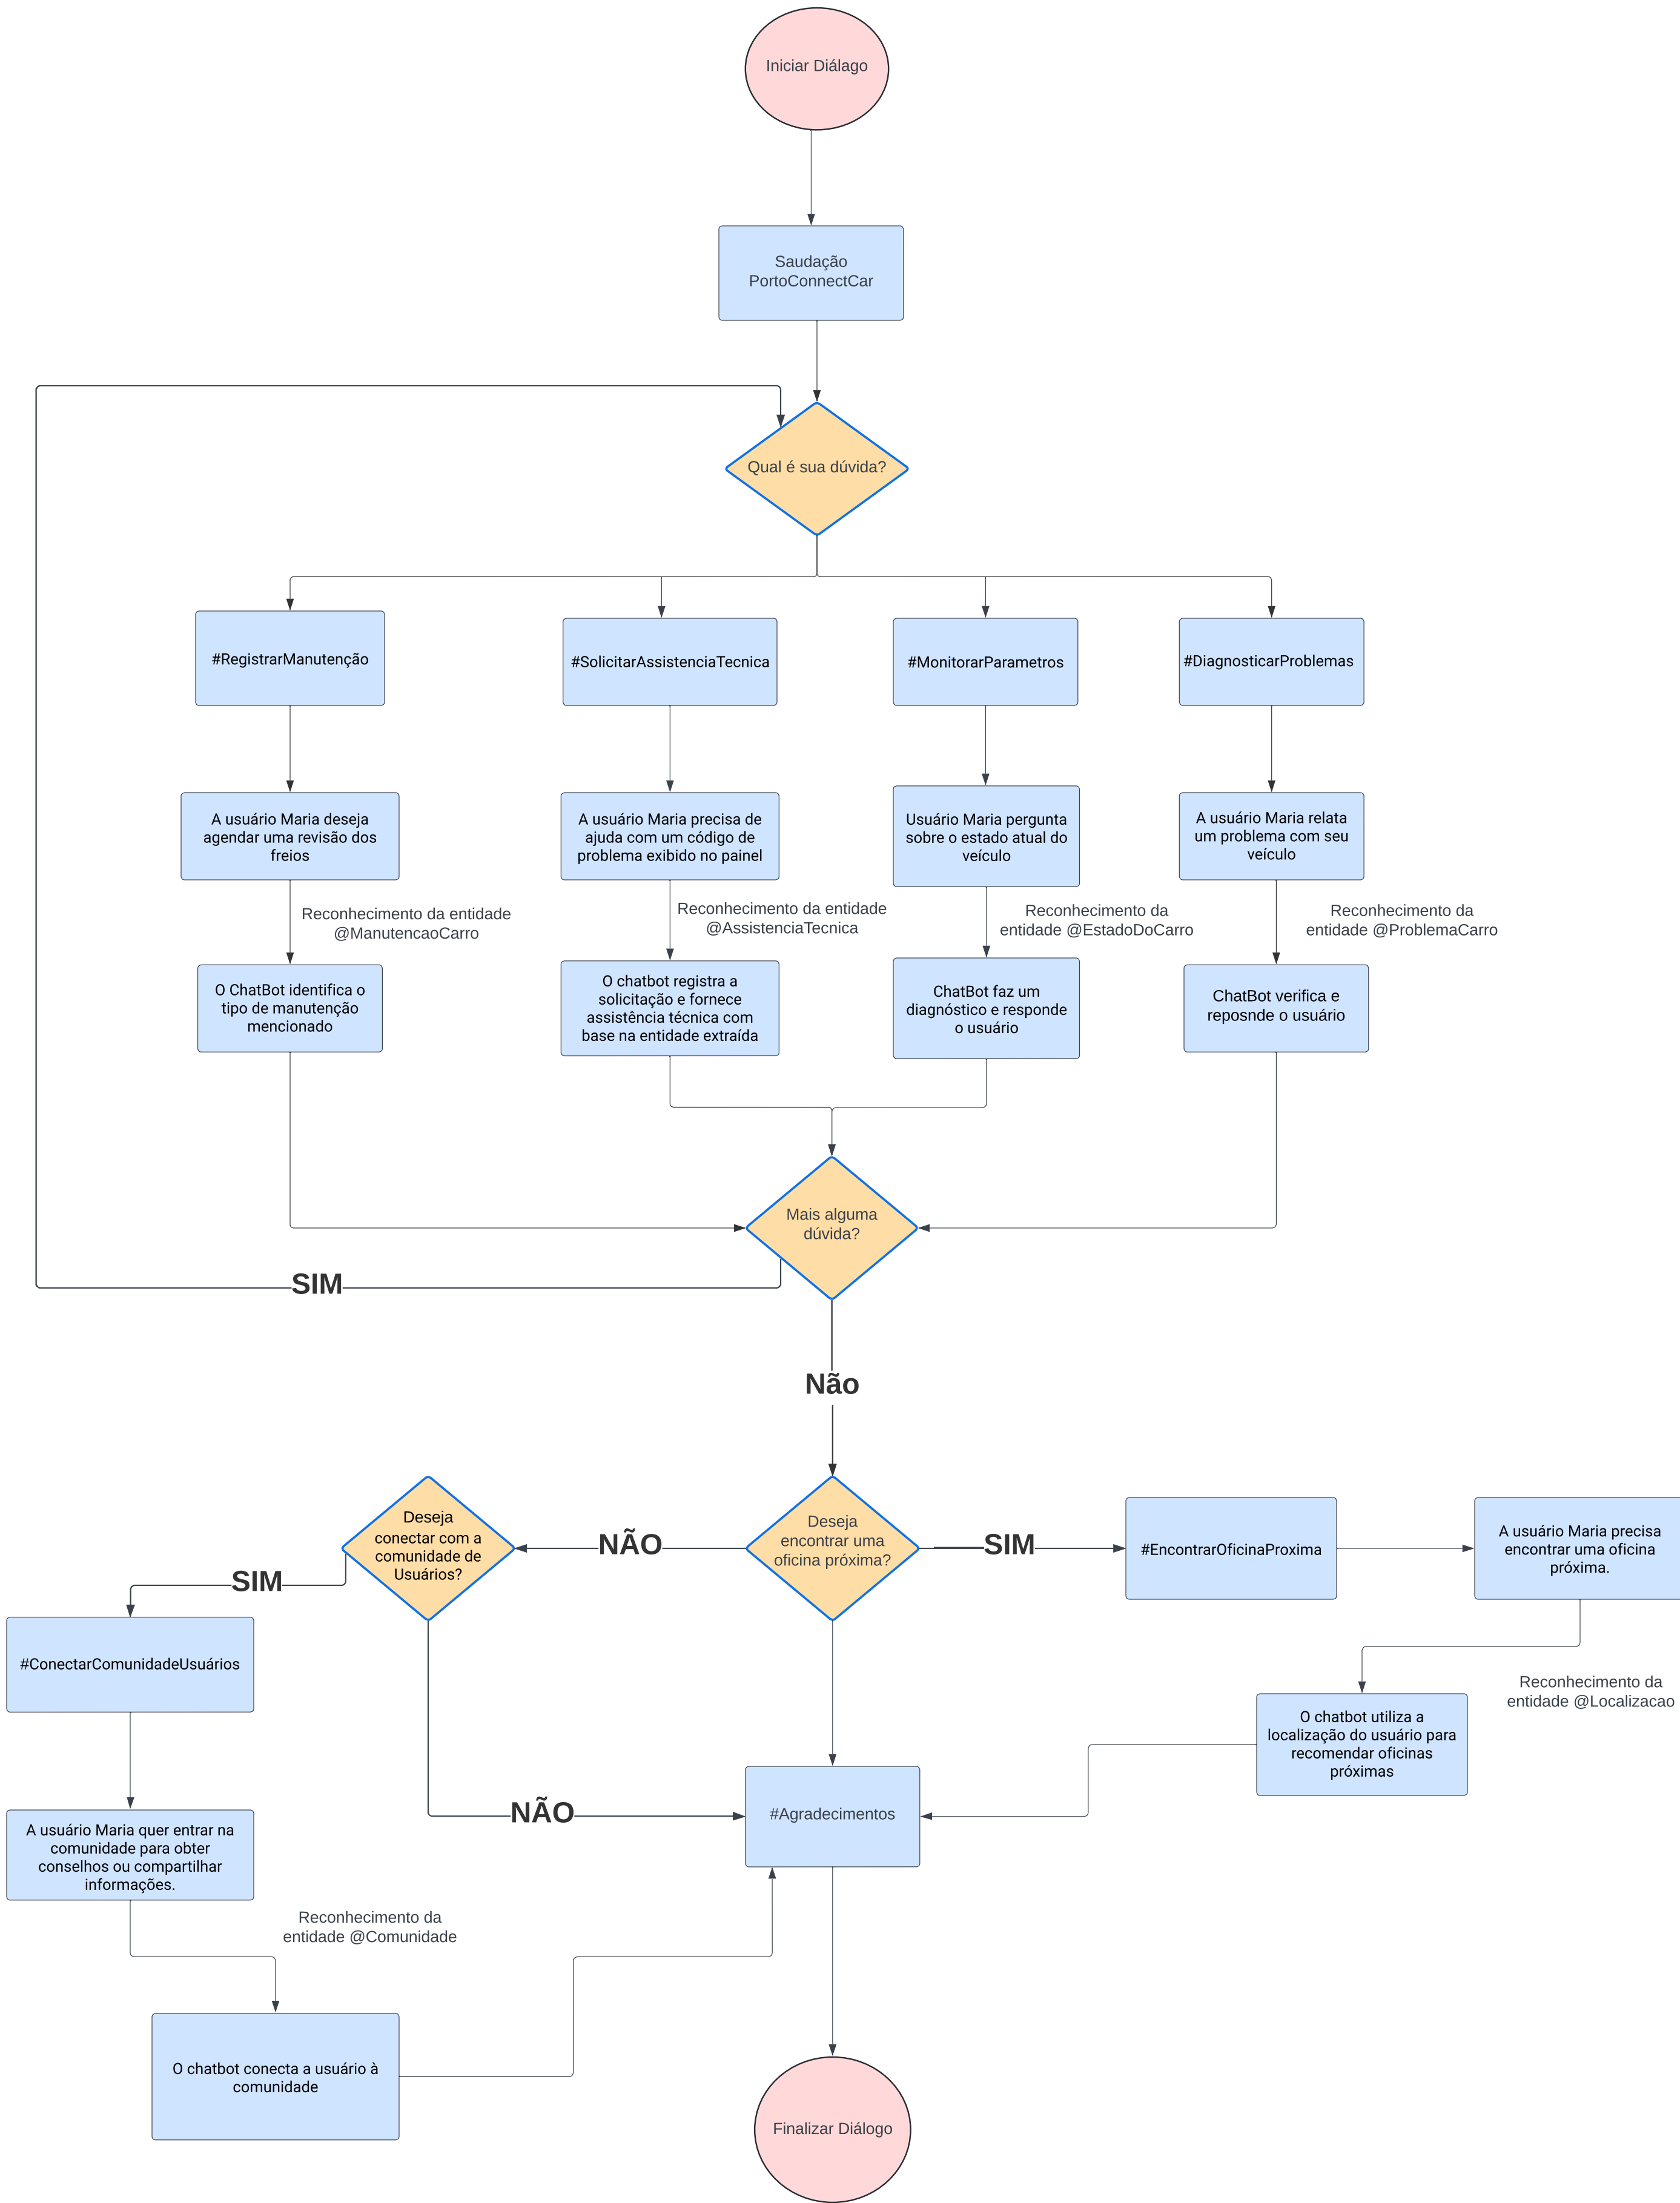 Iniciar Diálago
Saudação
PortoConnectCar
Qual é sua dúvida?
#RegistrarManutenção
#SolicitarAssistenciaTecnica
#MonitorarParametros
#DiagnosticarProblemas
A usuário Maria deseja
agendar uma revisão dos
freios
A usuário Maria precisa de
ajuda com um código de
problema exibido no painel
Usuário Maria pergunta
sobre o estado atual do
veículo
A usuário Maria relata
um problema com seu
veículo
Reconhecimento da entidade
@ManutencaoCarro
Reconhecimento da entidade
@AssistenciaTecnica
Reconhecimento da
entidade @EstadoDoCarro
Reconhecimento da
entidade @ProblemaCarro
O ChatBot identifica o
tipo de manutenção
mencionado
O chatbot registra a
solicitação e fornece
assistência técnica com
base na entidade extraída
ChatBot faz um
diagnóstico e responde
o usuário
ChatBot verifica e
reposnde o usuário
Mais alguma
dúvida?
SIM
Não
Deseja
conectar com a
comunidade de
Usuários?
NÃO
Deseja
encontrar uma
oficina próxima?
SIM
#EncontrarOficinaProxima
A usuário Maria precisa
encontrar uma oficina
próxima.
SIM
#ConectarComunidadeUsuários
Reconhecimento da
entidade @Localizacao
O chatbot utiliza a
localização do usuário para
recomendar oficinas
próximas
NÃO
#Agradecimentos
A usuário Maria quer entrar na
comunidade para obter
conselhos ou compartilhar
informações.
Reconhecimento da
entidade @Comunidade
O chatbot conecta a usuário à
comunidade
Finalizar Diálogo